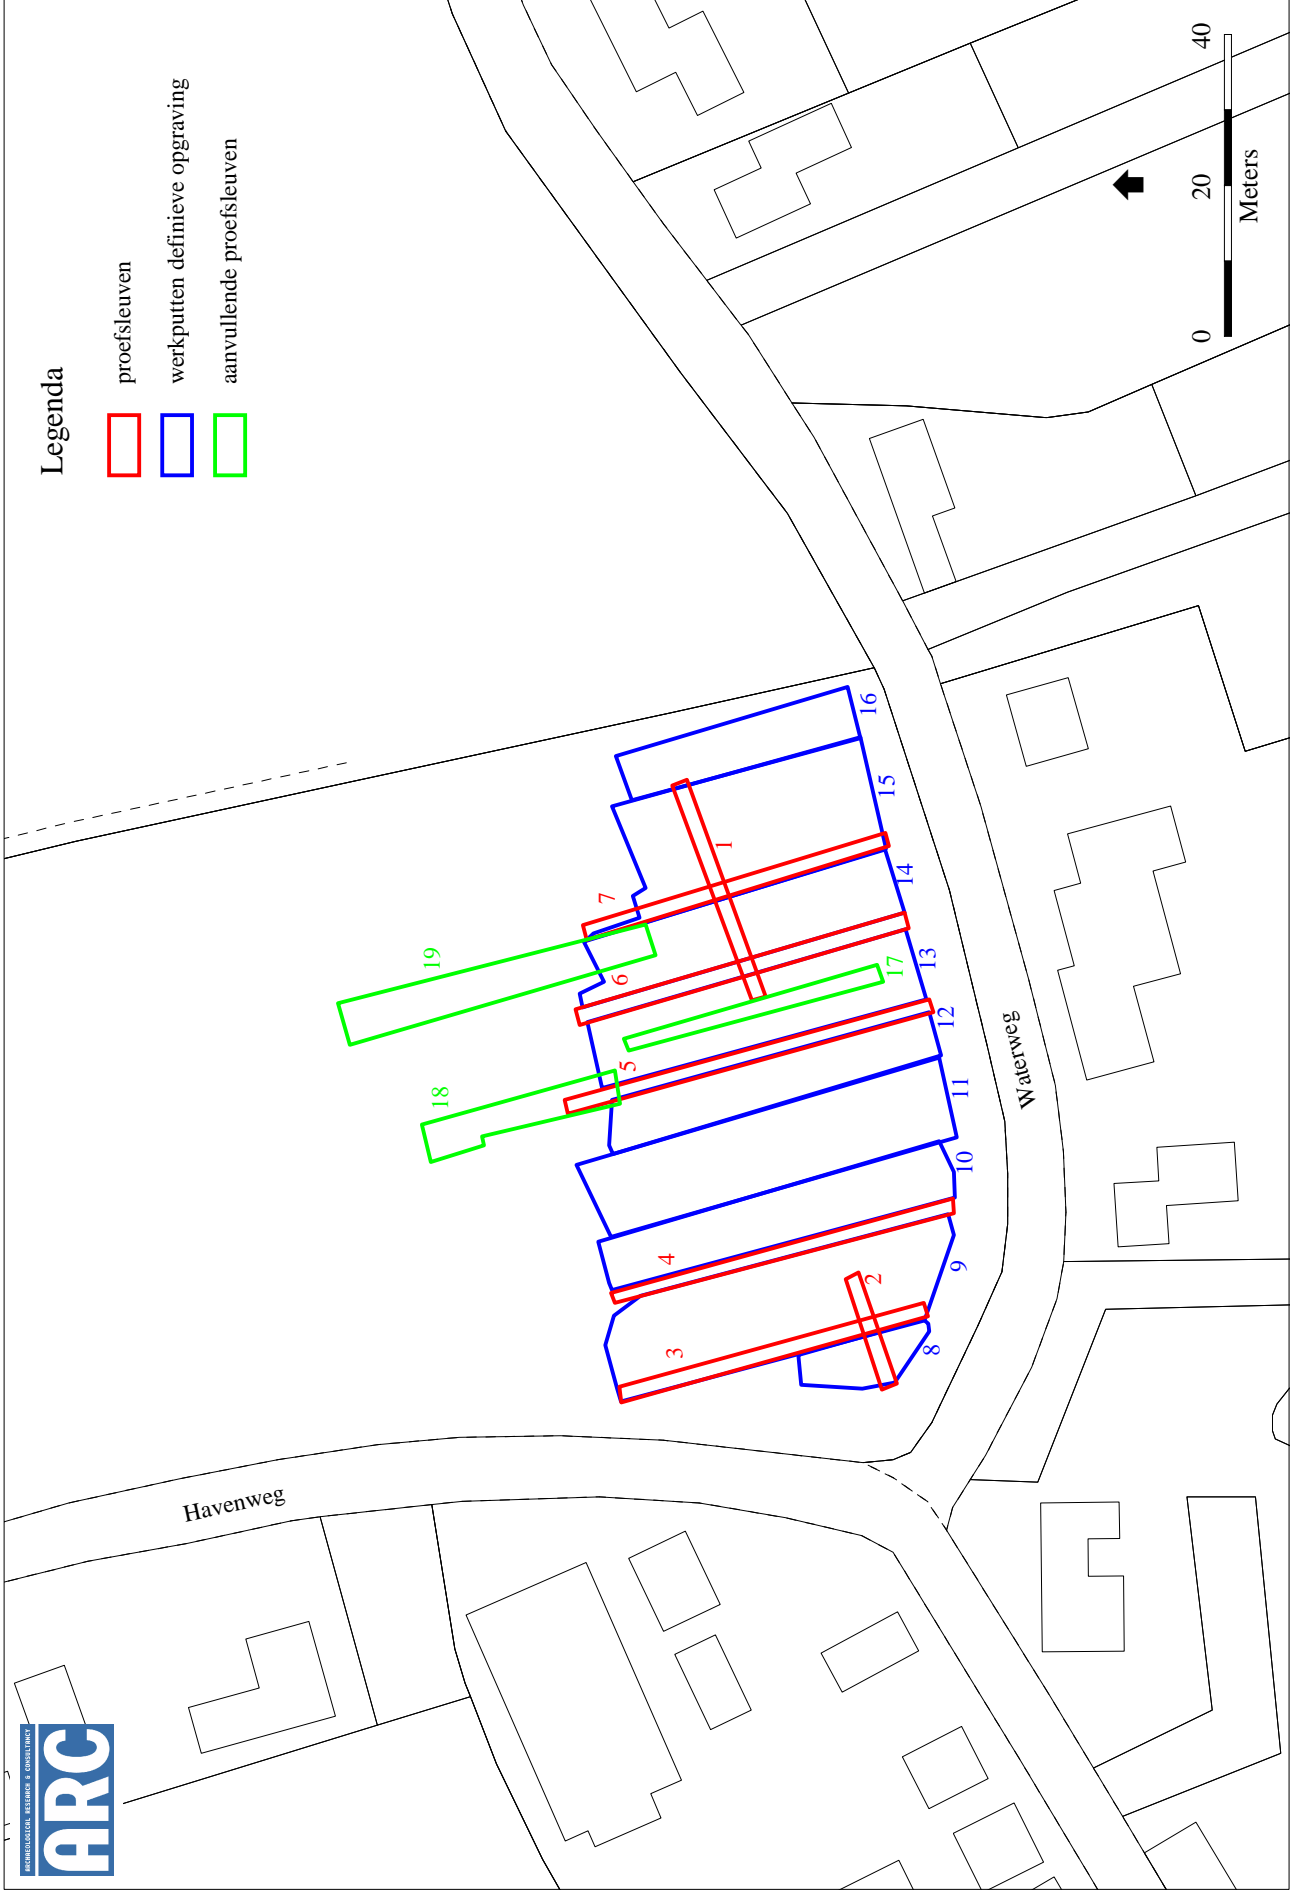 Legenda
proefsleuven
werkputten definieve opgraving
aanvullende proefsleuven
ARCHAEOLOGICAL RESEARCH & CONSULTANCY
ARC
Havenweg
Waterweg
18
19
3
4
5
6
7
1
2
17
8
9
10
11
12
13
14
15
16
0
20
40
Meters